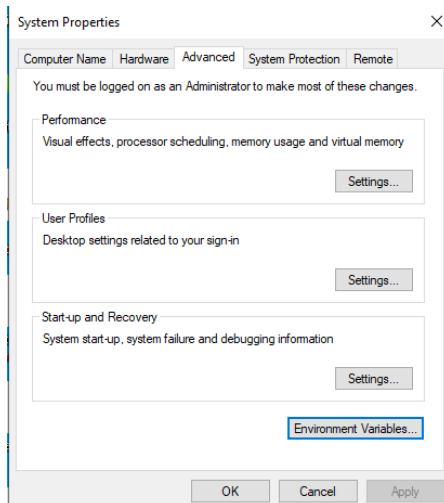 System Properties
Computer Name Hardware Advanced System Protection Remote
You must be logged on as an Administrator to make most of these changes.
Performance
Visual effects, processor scheduling, memory usage and virtual memory
Settings...
User Profiles
Desktop settings related to your sign-in
Settings...
Start-up and Recovery
System start-up, system failure and debugging information
Settings...
Environment Variables...
OK Cancel Apply